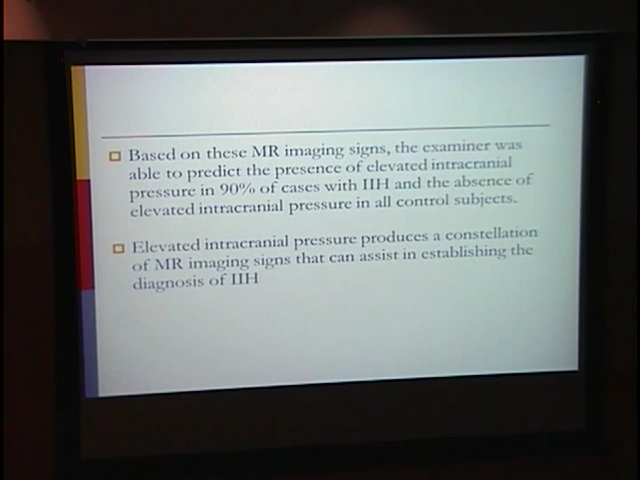 Based on these MR imaging signs, the examiner was
able to predict the presence of elevated intracranial
pressure in 90% of cases with IIH and the absence of
elevated intracranial pressure in all control subjects.
Elevated intracranial pressure produces a constellation
of MR imaging signs that can assist in establishing the
diagnosis of IIH